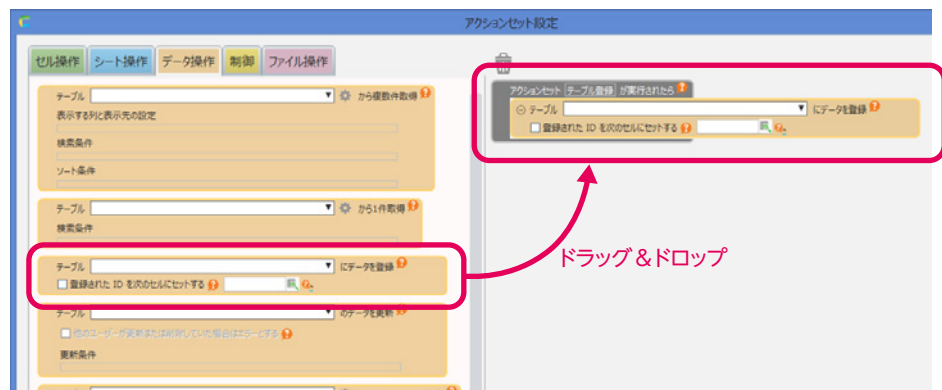 アクションセット設定
セル操作 シート操作 データ操作 制御 ファイル操作
テーブル から複数件取得
表示する列と表示先の設定
検索条件
ソート条件
テーブル から1件取得
検索条件
テーブル にデータを登録
登録された ID を次のセルにセットする
テーブル のデータを更新
他のユーザーが更新または削除していた場合はエラーとする
更新条件
アクションセット テーブル登録 が実行されたら
テーブル にデータを登録
登録された ID を次のセルにセットする
ドラッグ&ドロップ